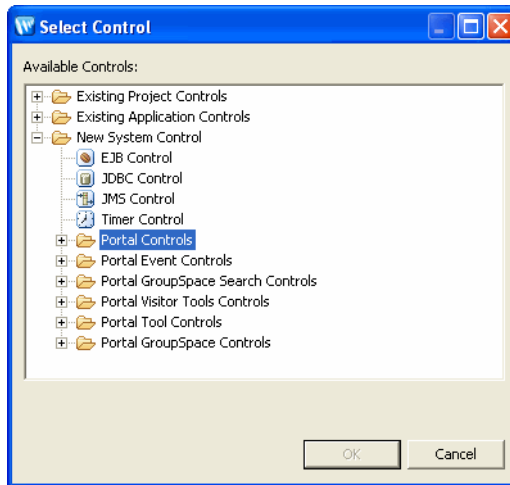 Select Control
Available Controls:
Existing Project Controls
Existing Application Controls
New System Control
EJB Control
JDBC Control
JMS Control
Timer Control
Portal Controls
Portal Event Controls
Portal GroupSpace Search Controls
Portal Visitor Tools Controls
Portal Tool Controls
Portal GroupSpace Controls
OK Cancel